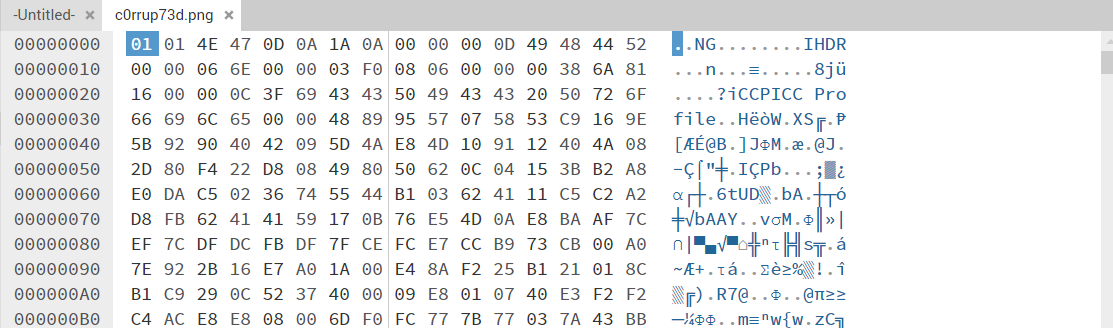 -Untitled- × c0rrup73d.png ×
00000000 01 01 4E 47 0D 0A 1A 0A 00 00 00 0D 49 48 44 52 ..NG........IHDR
00000010 00 00 06 6E 00 00 03 F0 08 06 00 00 00 38 6A 81 ...n...≡.....8jü
00000020 16 00 00 0C 3F 69 43 43 50 49 43 43 20 50 72 6F ....?iCCPICC Pro
00000030 66 69 6C 65 00 00 48 89 95 57 07 58 53 C9 16 9E file..HëòW.XS╔.₧
00000040 5B 92 90 40 42 09 5D 4A E8 4D 10 91 12 40 4A 08 [ÆÉ@B.]JΦM.æ.@J.
00000050 2D 80 F4 22 D8 08 49 80 50 62 0C 04 15 3B B2 A8 -Ç⌠"╪.IÇPb...;▓¿
00000060 E0 DA C5 02 36 74 55 44 B1 03 62 41 11 C5 C2 A2 α┌┼.6tUD▒.bA.┼┬ó
00000070 D8 FB 62 41 41 59 17 0B 76 E5 4D 0A E8 BA AF 7C ╪√bAAY..vσM.Φ║»|
00000080 EF 7C DF DC FB DF 7F CE FC E7 CC B9 73 CB 00 A0 ∩|▀▄√▀⌂╬ⁿτ╠╣s╦.á
00000090 7E 92 2B 16 E7 A0 1A 00 E4 8A F2 25 B1 21 01 8C ~Æ+.τá..Σè≥%▒!.î
000000A0 B1 C9 29 0C 52 37 40 00 09 E8 01 07 40 E3 F2 F2 ▒╔).R7@..Φ..@π≥≥
000000B0 C4 AC E8 E8 08 00 6D F0 FC 77 7B 77 03 7A 43 BB ─¼ΦΦ..m≡ⁿw{w.zC╗